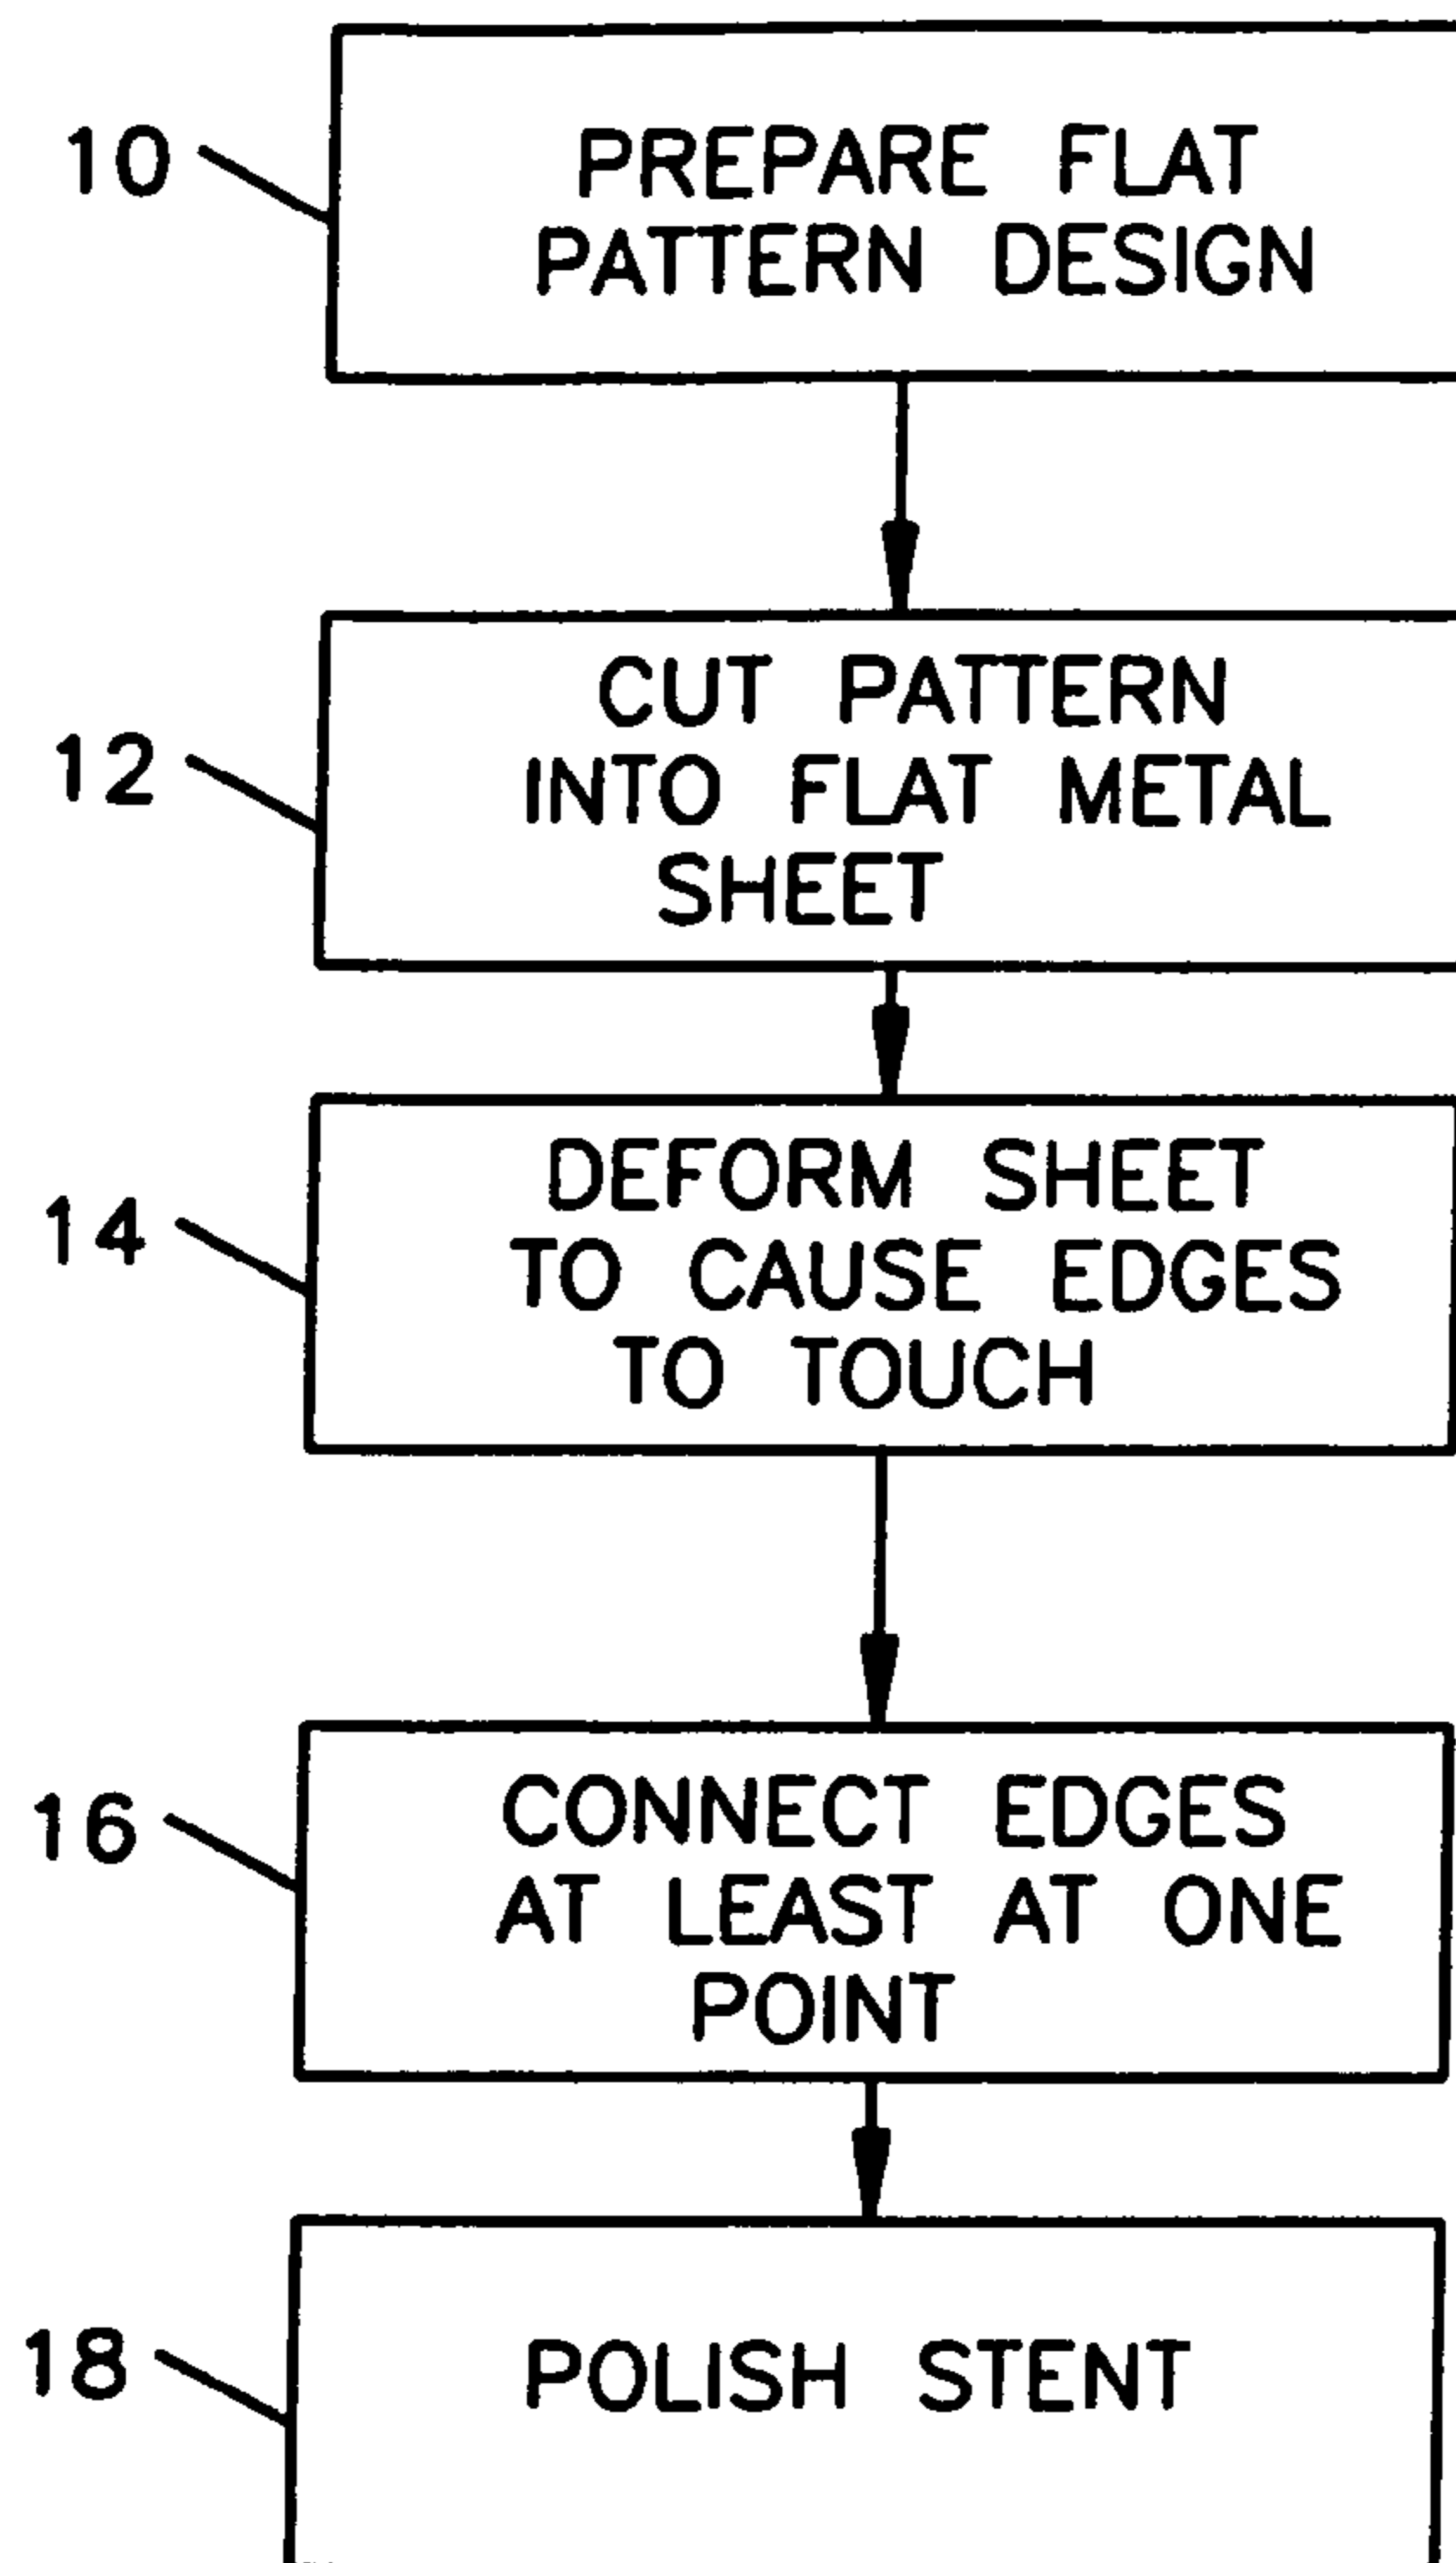 10
PREPARE FLAT
PATTERN DESIGN
12
CUT PATTERN
INTO FLAT METAL
SHEET
14
DEFORM SHEET
TO CAUSE EDGES
TO TOUCH
16
CONNECT EDGES
AT LEAST AT ONE
POINT
18
POLISH STENT